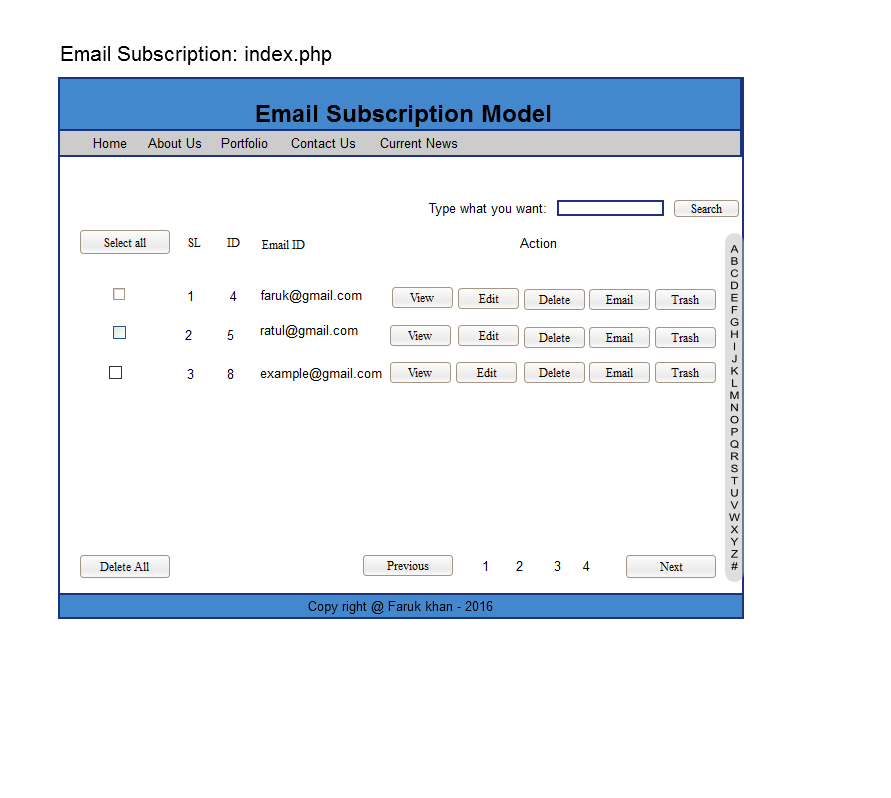 Email Subscription: index.php
Email Subscription Model
Home About Us Portfolio Contact Us Current News
Type what you want: Search
Select all SL ID Email ID Action
1 4 faruk@gmail.com View Edit Delete Email Trash
2 5 ratul@gmail.com View Edit Delete Email Trash
3 8 example@gmail.com View Edit Delete Email Trash
A
B
C
D
E
F
G
H
I
J
K
L
M
N
O
P
Q
R
S
T
U
V
W
X
Y
Z
#
Delete All Previous 1 2 3 4 Next
Copy right @ Faruk khan - 2016